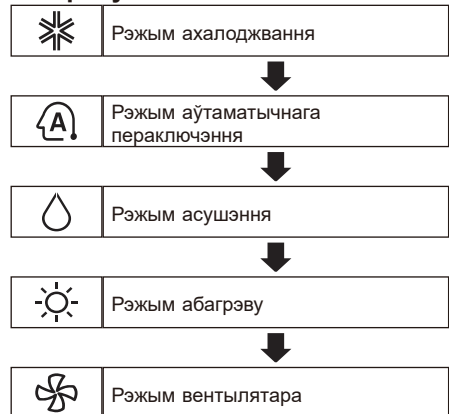 Рэжым ахалоджвання
A
Рэжым аўтаматычнага
пераключэння
Рэжым асушэння
Рэжым абагрэву
Рэжым вентылятара